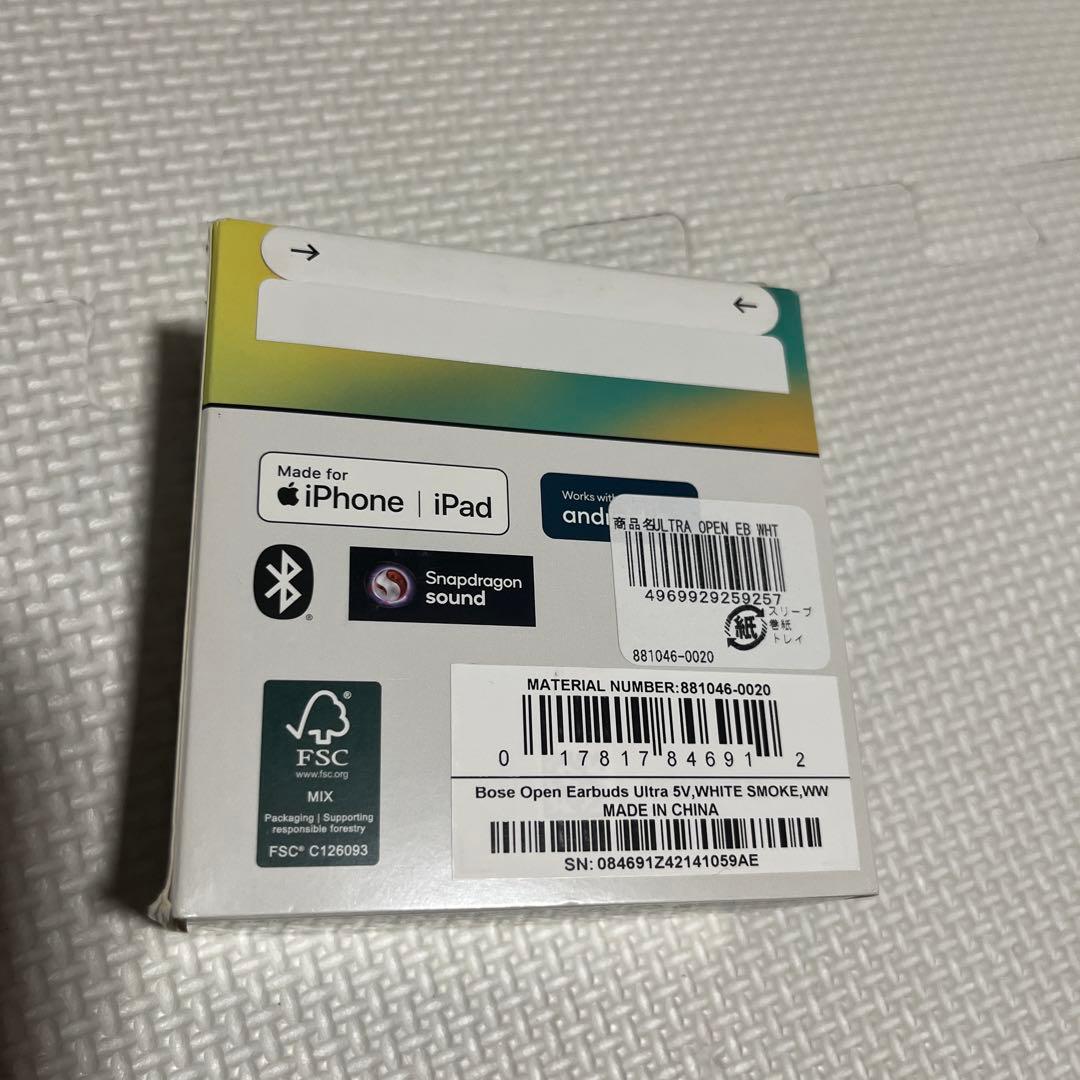 →
←
Made for
iPhone | iPad
Works with
andr
Snapdragon
sound
商品名ULTRA OPEN EB WHT
4969929259257
紙
スリーブ
巻紙
トレイ
881046-0020
MATERIAL NUMBER:881046-0020
0 17817 84691 2
Bose Open Earbuds Ultra 5V,WHITE SMOKE,WW
MADE IN CHINA
SN: 084691Z42141059AE
FSC
www.fsc.org
MIX
Packaging | Supporting
responsible forestry
FSC® C126093